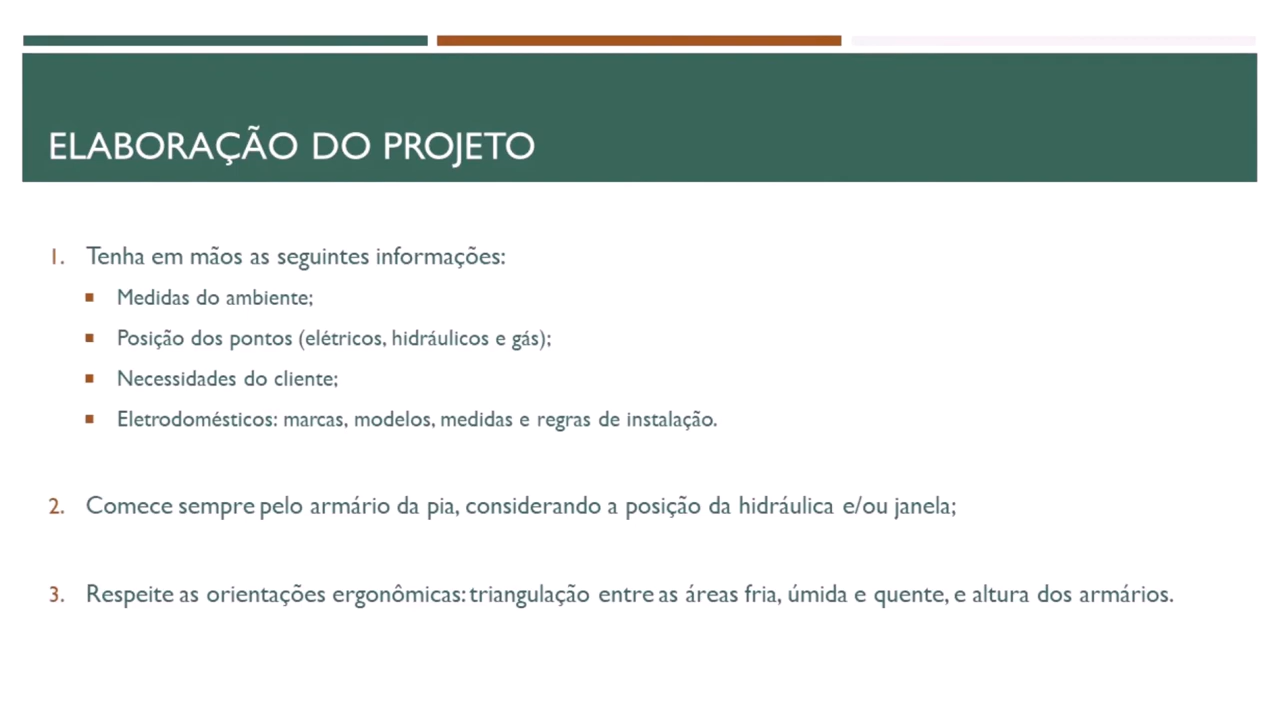 ELABORAÇÃO DO PROJETO
1. Tenha em mãos as seguintes informações:
▪ Medidas do ambiente;
▪ Posição dos pontos (elétricos, hidráulicos e gás);
▪ Necessidades do cliente;
▪ Eletrodomésticos: marcas, modelos, medidas e regras de instalação.
2. Comece sempre pelo armário da pia, considerando a posição da hidráulica e/ou janela;
3. Respeite as orientações ergonômicas: triangulação entre as áreas fria, úmida e quente, e altura dos armários.